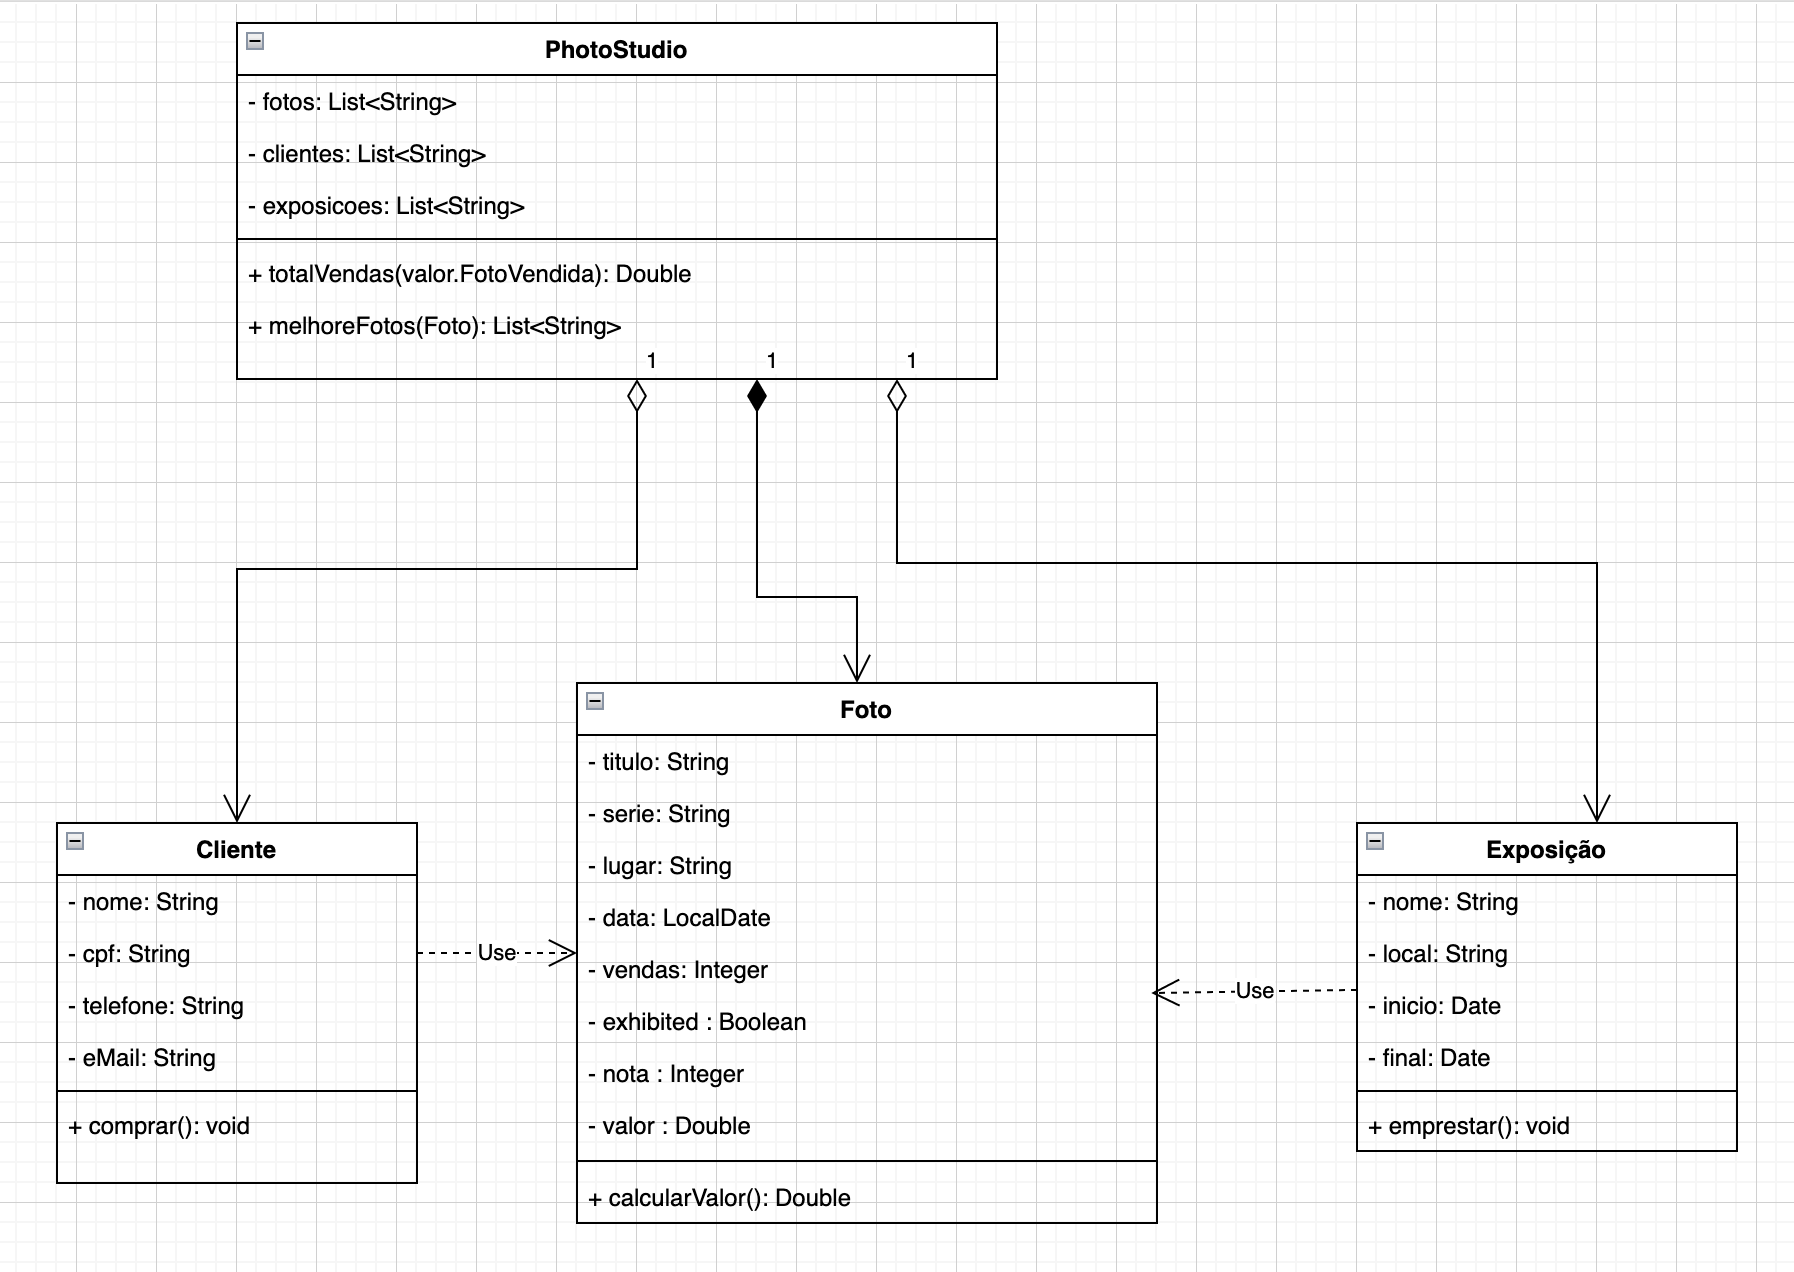 PhotoStudio
- fotos: List<String>
- clientes: List<String>
- exposicoes: List<String>
+ totalVendas(valor.FotoVendida): Double
+ melhoreFotos(Foto): List<String>
1
1
1
Foto
- titulo: String
- serie: String
- lugar: String
- data: LocalDate
- vendas: Integer
- exhibited : Boolean
- nota : Integer
- valor : Double
+ calcularValor(): Double
Cliente
- nome: String
- cpf: String
- telefone: String
- eMail: String
+ comprar(): void
Use
Exposição
- nome: String
- local: String
- inicio: Date
- final: Date
+ emprestar(): void
Use